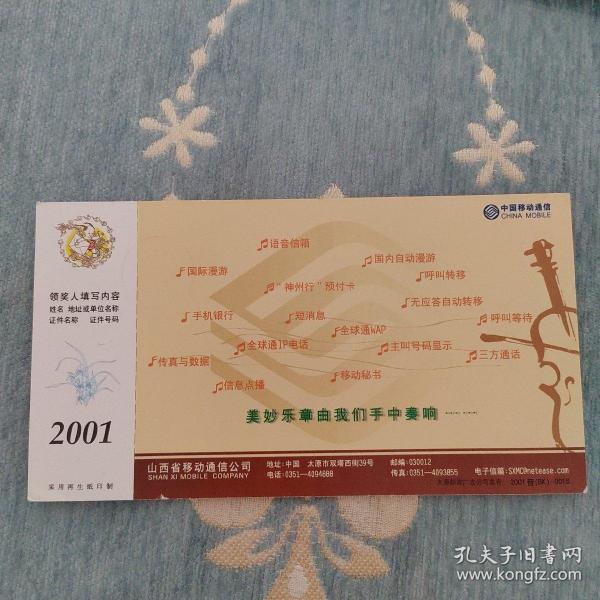 领奖人填写内容
姓名 地址或单位名称
证件名称 证件号码
2001
采用再生纸印制
中国移动通信
CHINA MOBILE
语音信箱
国内自动漫游
国际漫游
呼叫转移
“神州行”预付卡
无应答自动转移
手机银行
短消息
呼叫等待
全球通WAP
全球通IP电话
主叫号码显示
传真与数据
三方通话
移动秘书
信息点播
美妙乐章由我们手中奏响
山西省移动通信公司
SHAN XI MOBILE COMPANY
地址:中国 太原市双塔西街39号
电话:0351—4094888
邮编:030012
传真:0351—4093855
电子信箱:SXMC@netease.com
2001 晋(BK)—0015
孔夫子旧书网
www.kongfz.com